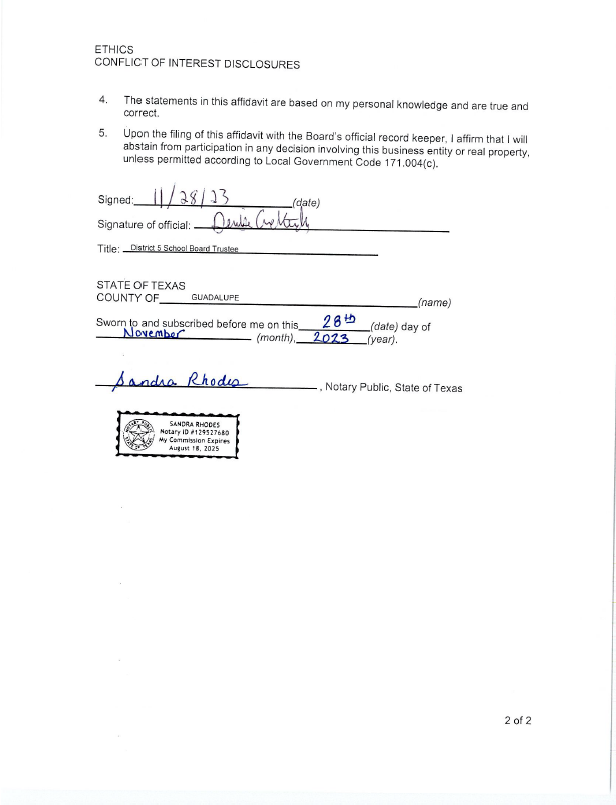 ETHICS
CONFLICT OF INTEREST DISCLOSURES
4. The statements in this affidavit are based on my personal knowledge and are true and
correct.
5. Upon the filing of this affidavit with the Board's official record keeper, I affirm that I will
abstain from participation in any decision involving this business entity or real property,
unless permitted according to Local Government Code 171.004(c).
Signed: 11/28/23 (date)
Signature of official:
Title: District 5 School Board Trustee
STATE OF TEXAS
COUNTY OF GUADALUPE (name)
Sworn to and subscribed before me on this 28th (date) day of
November (month), 2023 (year).
Sandra Rhodes, Notary Public, State of Texas
SANDRA RHODES
Notary ID #129527680
My Commission Expires
August 18, 2025
2 of 2